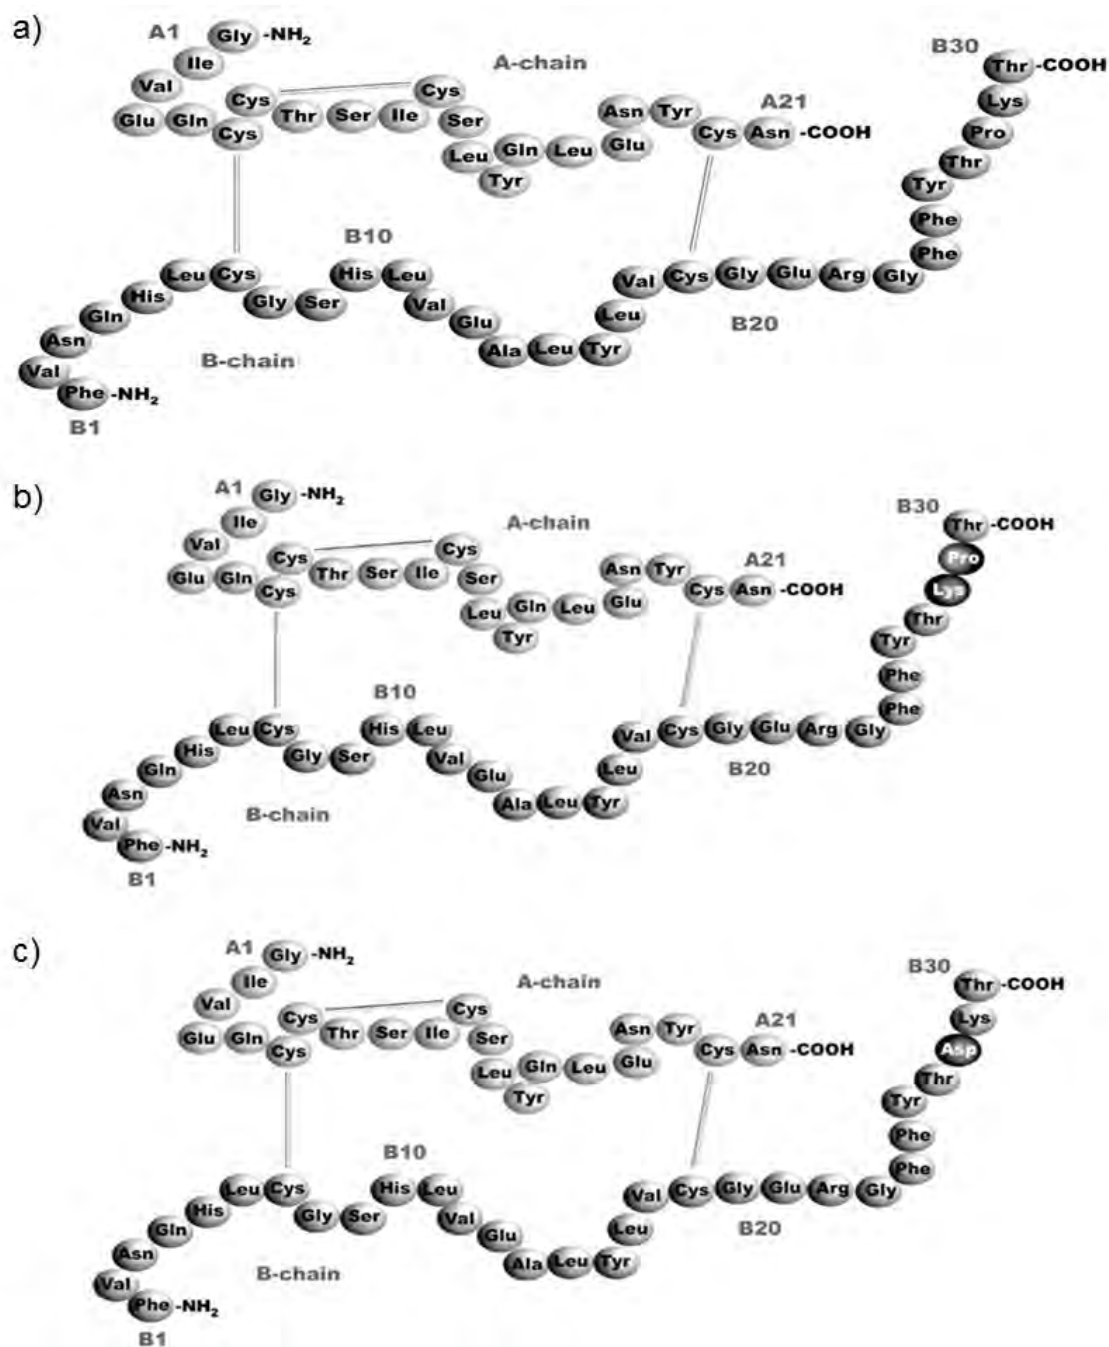 a)
A1 Gly -NH2
Ile
Val
Glu Gln Cys Cys Thr Ser Ile Cys Ser Leu Tyr Gln Leu Glu Asn Tyr Cys Asn -COOH
A-chain
A21
B30
Thr -COOH
Lys
Pro
Thr
Tyr
Phe
Phe
B10
Leu Cys Gly Ser His Leu Val Glu Ala Leu Tyr Leu Val Cys Gly Glu Arg Gly
His
Gln
Asn
Val
Phe -NH2
B1
B-chain
B20
b)
A1 Gly -NH2
Ile
Val
Glu Gln Cys Cys Thr Ser Ile Cys Ser Leu Tyr Gln Leu Glu Asn Tyr Cys Asn -COOH
A-chain
A21
B30
Thr -COOH
Pro
Lys
Thr
Tyr
Phe
Phe
B10
Leu Cys Gly Ser His Leu Val Glu Ala Leu Tyr Leu Val Cys Gly Glu Arg Gly
His
Gln
Asn
Val
Phe -NH2
B1
B-chain
B20
c)
A1 Gly -NH2
Ile
Val
Glu Gln Cys Cys Thr Ser Ile Cys Ser Leu Tyr Gln Leu Glu Asn Tyr Cys Asn -COOH
A-chain
A21
B30
Thr -COOH
Lys
Asp
Thr
Tyr
Phe
Phe
B10
Leu Cys Gly Ser His Leu Val Glu Ala Leu Tyr Leu Val Cys Gly Glu Arg Gly
His
Gln
Asn
Val
Phe -NH2
B1
B-chain
B20